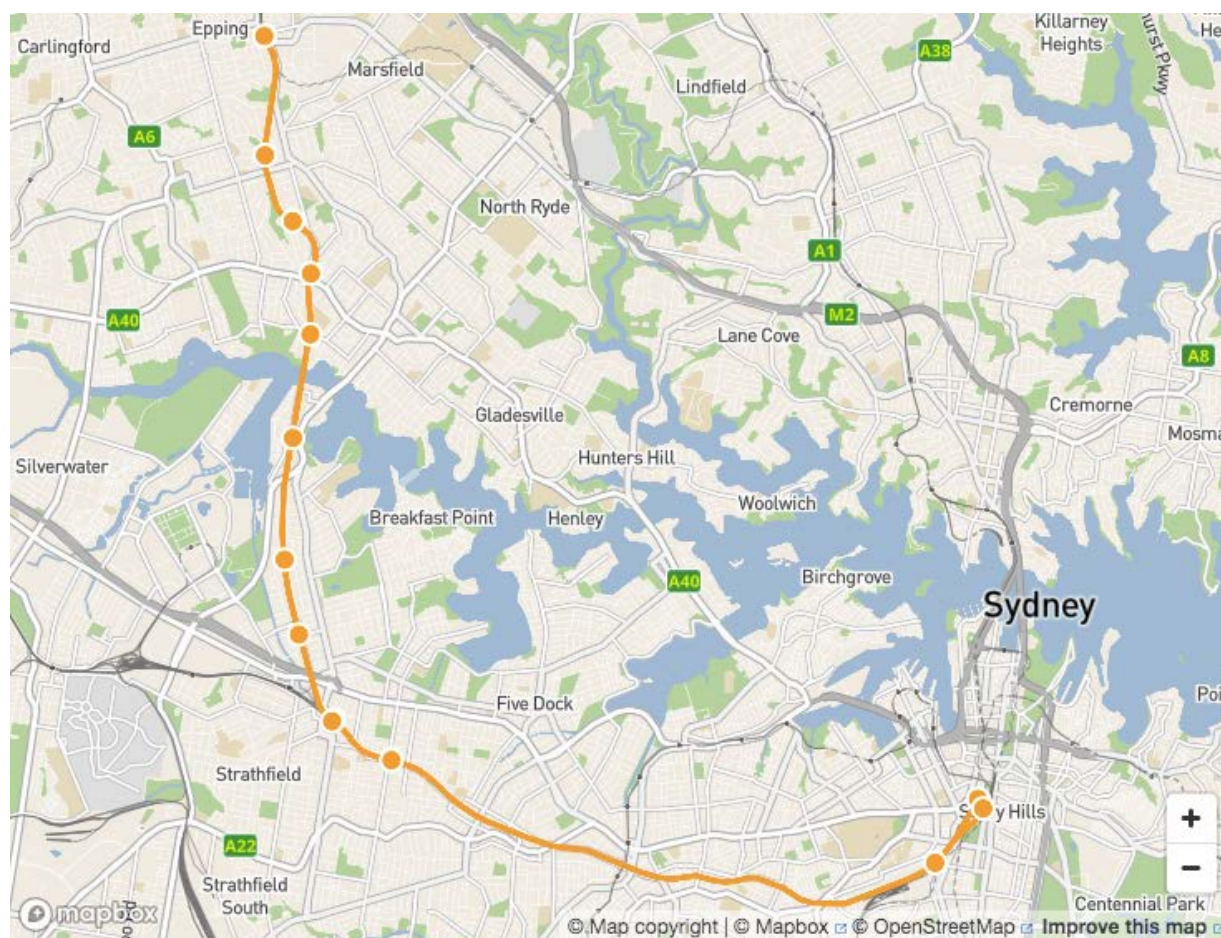 Epping
Carlingford
Marsfield
Killarney
Heights
A38
Lindfield
A6
North Ryde
A1
A40
M2
Lane Cove
A8
Gladesville
Cremorne
Silverwater
Hunters Hill
Woolwich
Breakfast Point
Henley
A40
Birchgrove
Sydney
Five Dock
Strathfield
Hills
+
A22
Strathfield
South
−
Centennial Park
mapbox
© Map copyright | © Mapbox © OpenStreetMap Improve this map